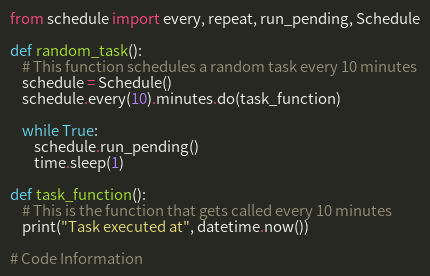 from schedule import every, repeat, run_pending, Schedule

def random_task():
    # This function schedules a random task every 10 minutes
    schedule = Schedule()
    schedule.every(10).minutes.do(task_function)

    while True:
        schedule.run_pending()
        time.sleep(1)

def task_function():
    # This is the function that gets called every 10 minutes
    print("Task executed at", datetime.now())

# Code Information